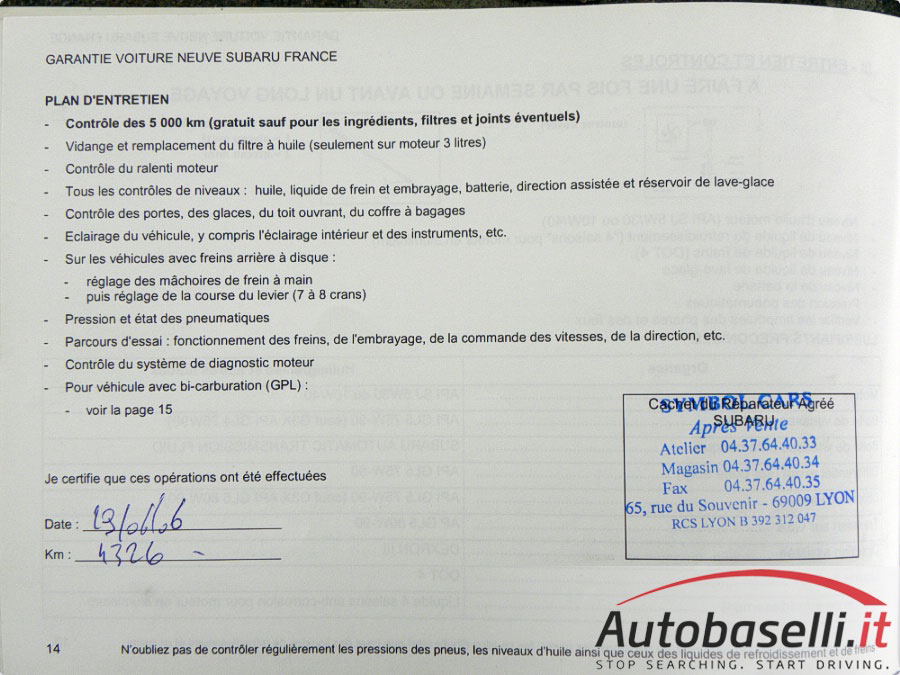 GARANTIE VOITURE NEUVE SUBARU FRANCE
PLAN D'ENTRETIEN
- Contrôle des 5 000 km (gratuit sauf pour les ingrédients, filtres et joints éventuels)
- Vidange et remplacement du filtre à huile (seulement sur moteur 3 litres)
- Contrôle du ralenti moteur
- Tous les contrôles de niveaux : huile, liquide de frein et embrayage, batterie, direction assistée et réservoir de lave-glace
- Contrôle des portes, des glaces, du toit ouvrant, du coffre à bagages
- Eclairage du véhicule, y compris l'éclairage intérieur et des instruments, etc.
- Sur les véhicules avec freins arrière à disque :
- réglage des mâchoires de frein à main
- puis réglage de la course du levier (7 à 8 crans)
- Pression et état des pneumatiques
- Parcours d'essai : fonctionnement des freins, de l'embrayage, de la commande des vitesses, de la direction, etc.
- Contrôle du système de diagnostic moteur
- Pour véhicule avec bi-carburation (GPL) :
- voir la page 15
SYMBOL CARS
Cachet du Réparateur Agréé
SUBARU
Après Vente
Atelier 04.37.64.40.33
Magasin 04.37.64.40.34
Fax 04.37.64.40.35
65, rue du Souvenir - 69009 LYON
RCS LYON B 392 312 047
Je certifie que ces opérations ont été effectuées
Date :
Km : 4326 -
14 N'oubliez pas de contrôler régulièrement les pressions des pneus, les niveaux d'huile ainsi que ceux des liquides de refroidissement et de freins
Autobaselli.it
STOP SEARCHING. START DRIVING.